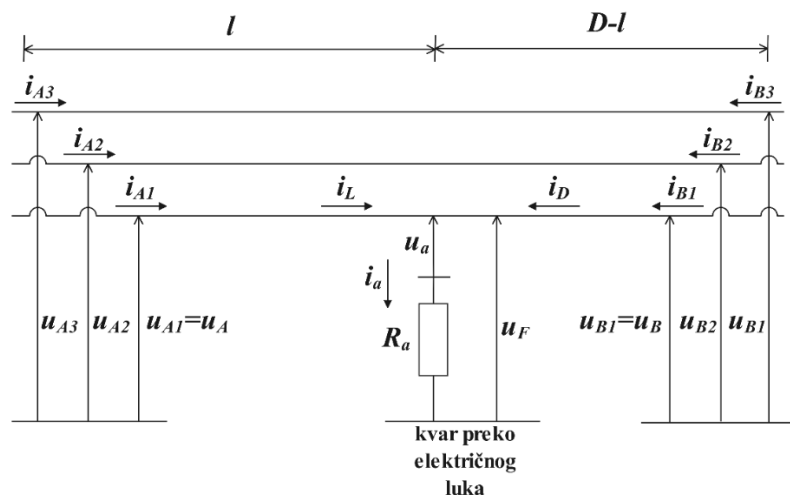 l D-l
i_A3 i_B3
i_A2 i_B2
i_A1 i_L i_D i_B1
u_a
i_a
u_A3 u_A2 u_A1=u_A R_a u_F u_B1=u_B u_B2 u_B1
kvar preko
električnog
luka